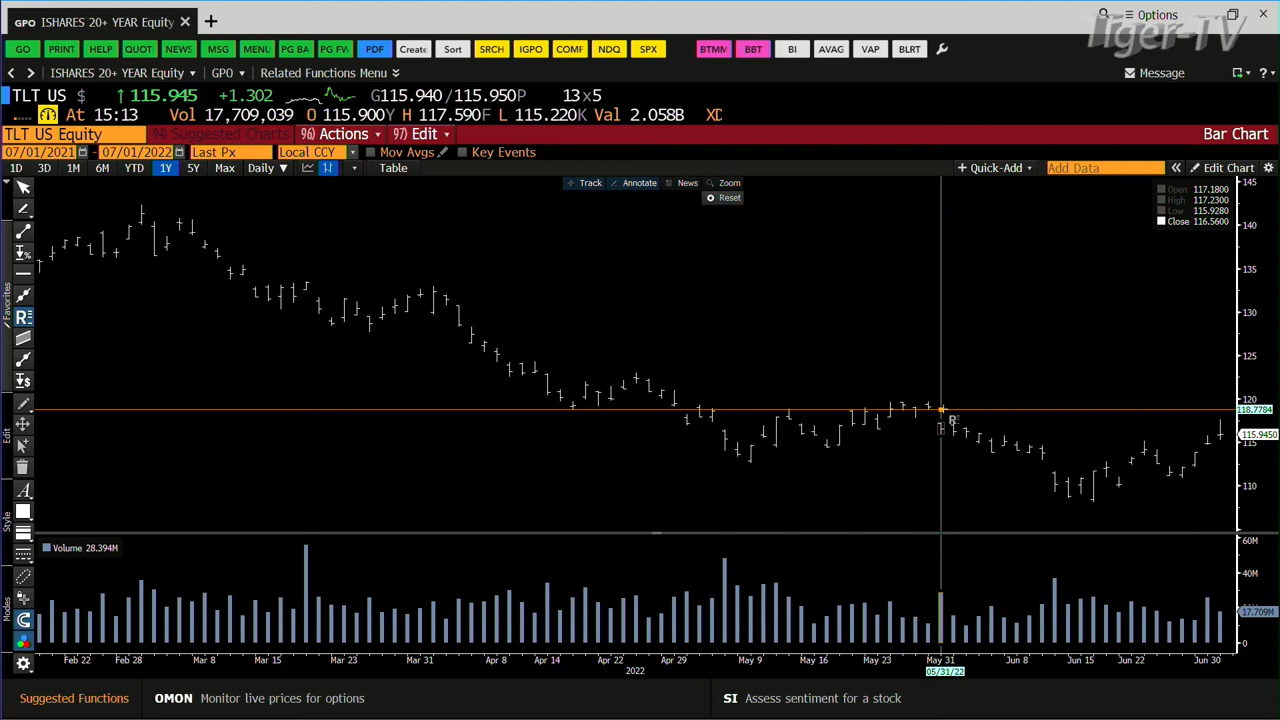 GPO ISHARES 20+ YEAR Equity
Options
Tiger-TV
GO PRINT HELP QUOT NEWS MSG MENU PG BA PG FW PDF Create Sort SRCH IGPO COMF NDQ SPX BTMM BBT BI AVAG VAP BLRT
ISHARES 20+ YEAR Equity GPO Related Functions Menu Message ?
TLT US $ ↑ 115.945 +1.302 G115.940/115.950P 13x5
At 15:13 Vol 17,709,039 O 115.900Y H 117.590F L 115.220K Val 2.058B XD
TLT US Equity 94) Suggested Charts 96) Actions 97) Edit Bar Chart
07/01/2021 - 07/01/2022 Last Px Local CCY Mov Avgs Key Events
1D 3D 1M 6M YTD 1Y 5Y Max Daily Table + Quick-Add Add Data Edit Chart
Track Annotate News Zoom
Reset
Open 117.1800
High 117.2300
Low 115.9280
Close 116.5600
145
140
135
130
125
120
118.7784
115.9450
115
110
Favorites
Edit
Style
Modes
Volume 28.394M
60M
40M
17.709M
0
Feb 22 Feb 28 Mar 8 Mar 15 Mar 23 Mar 31 Apr 8 Apr 14 Apr 22 Apr 29 May 9 May 16 May 23 May 31 Jun 8 Jun 15 Jun 22 Jun 30
2022
05/31/22
Suggested Functions OMON Monitor live prices for options SI Assess sentiment for a stock